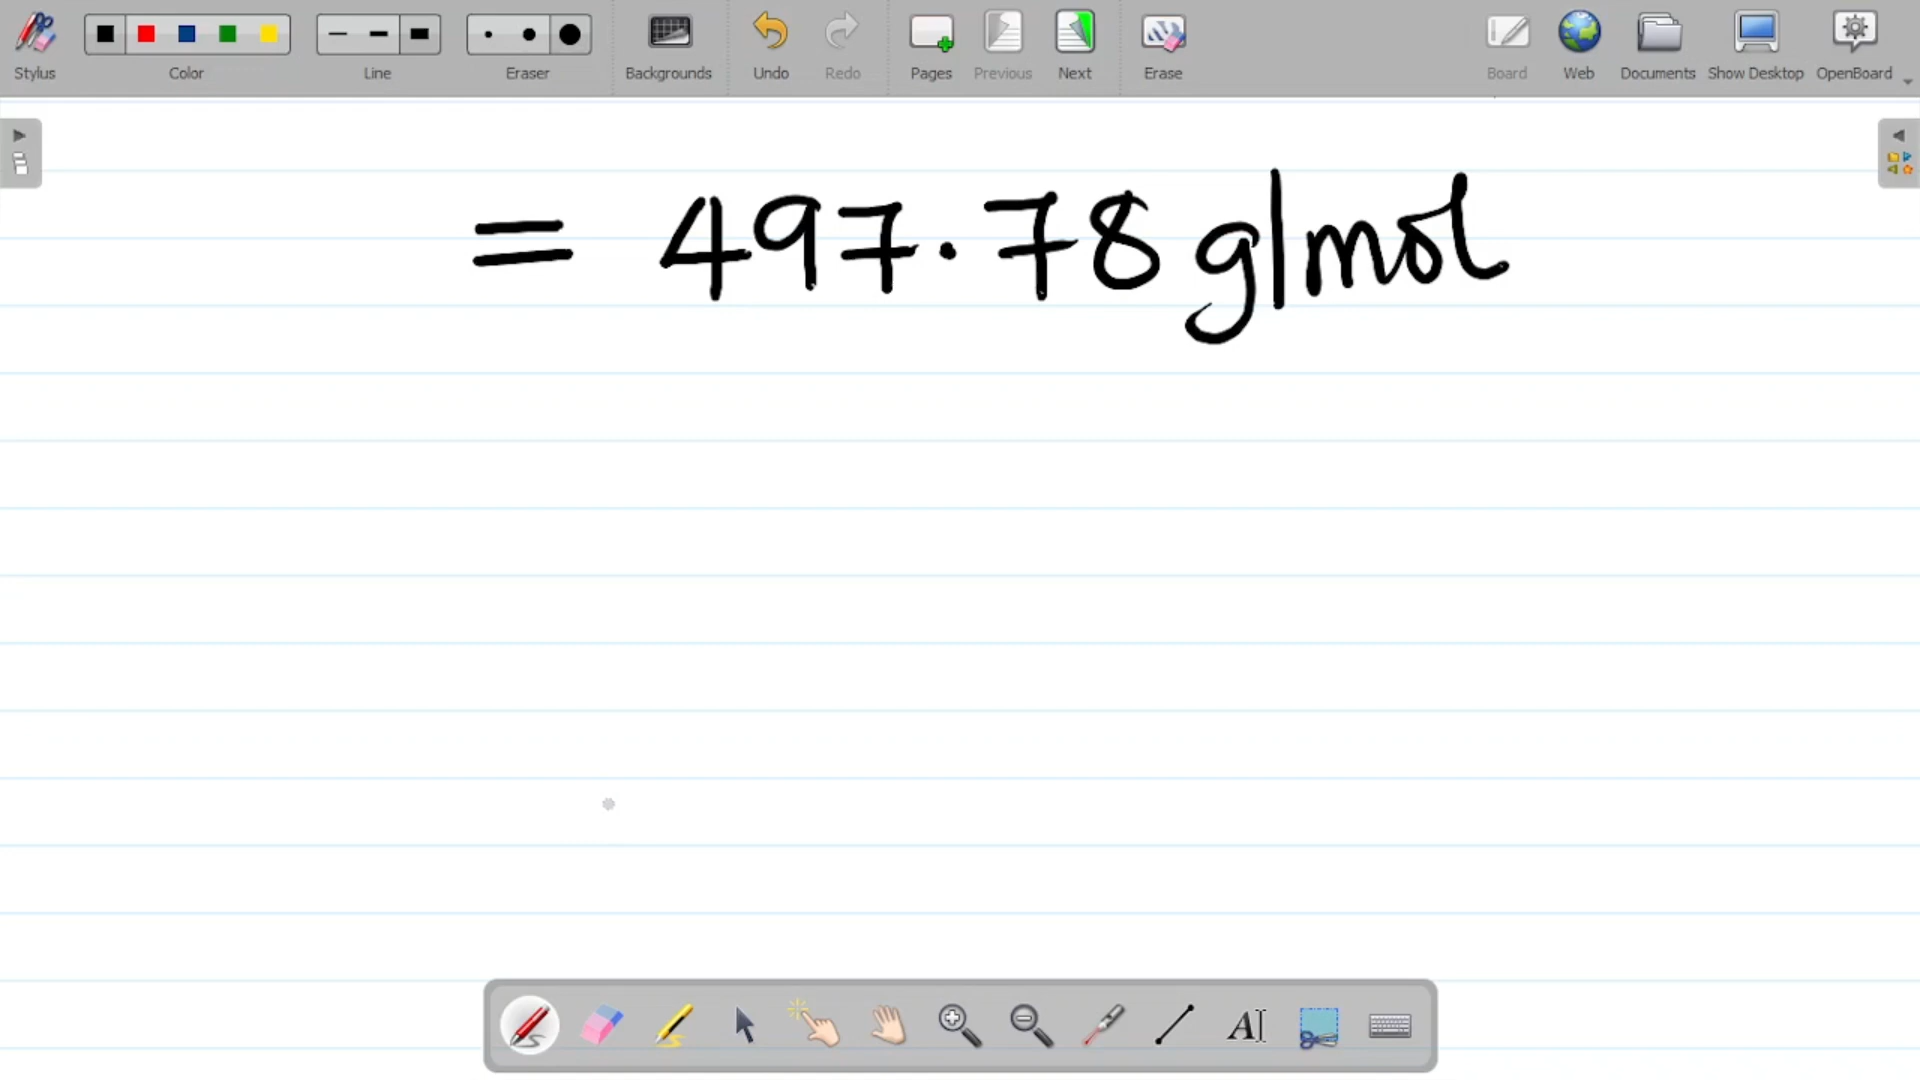 Stylus Color Line Eraser Backgrounds Undo Redo Pages Previous Next Erase Board Web Documents Show Desktop OpenBoard
= 497.78 g/mol